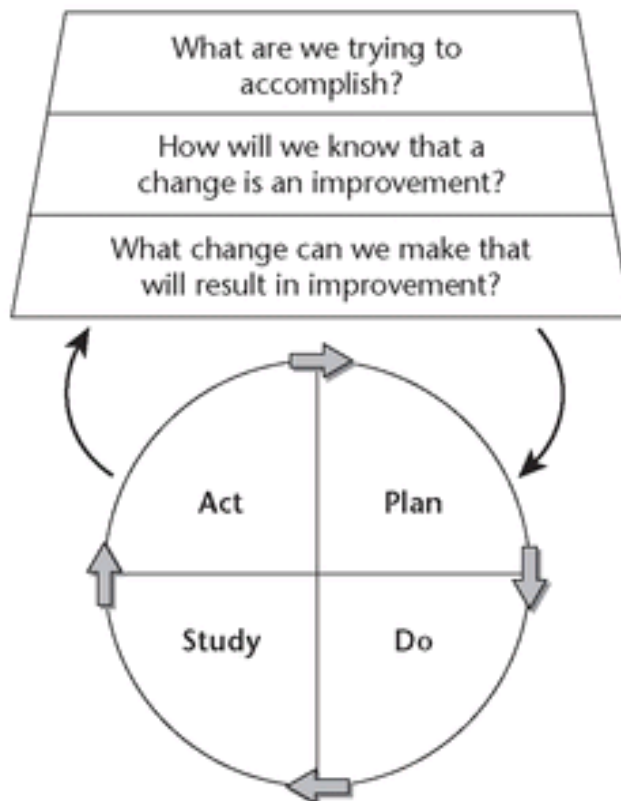 What are we trying to
accomplish?
How will we know that a
change is an improvement?
What change can we make that
will result in improvement?
Act
Plan
Study
Do